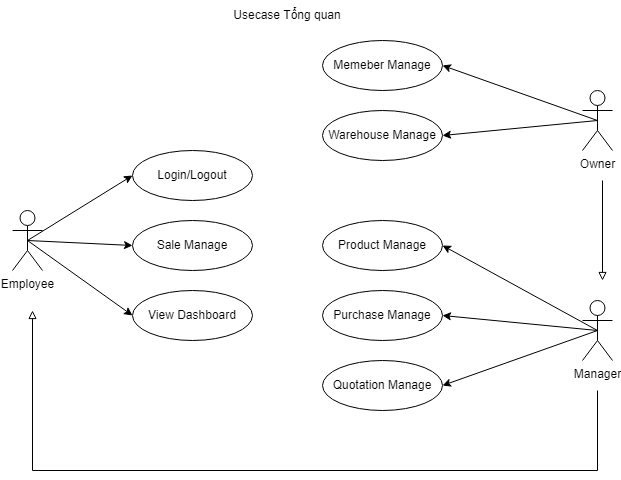 Usecase Tổng quan
Memeber Manage
Warehouse Manage
Owner
Login/Logout
Sale Manage
View Dashboard
Employee
Product Manage
Purchase Manage
Quotation Manage
Manager